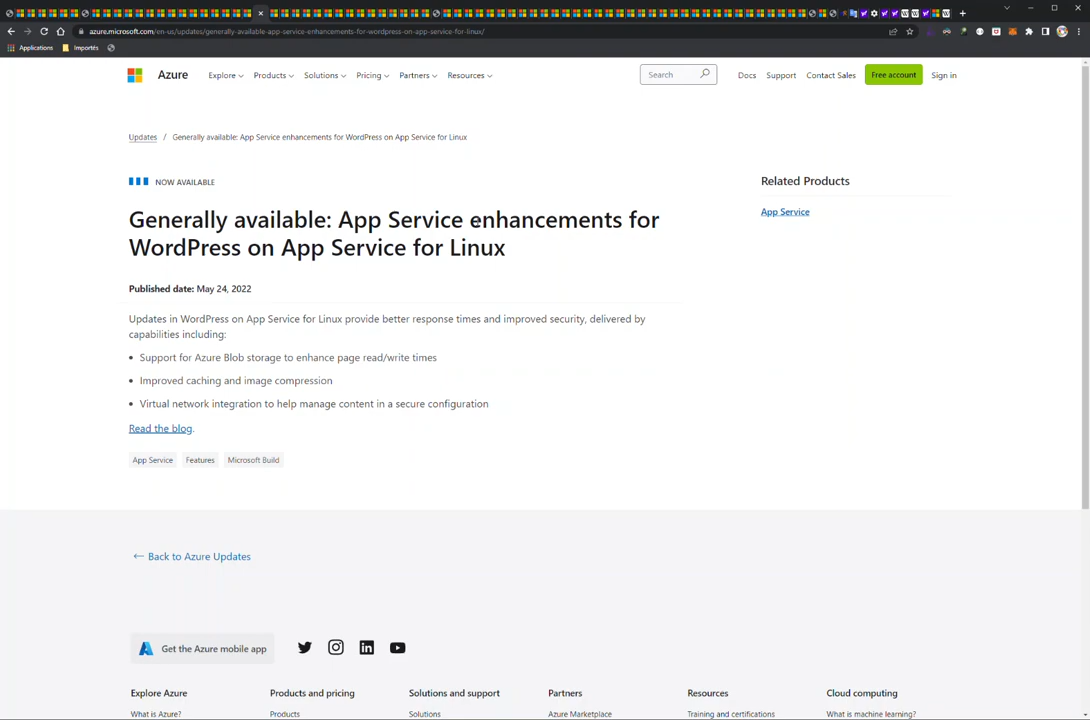 azure.microsoft.com/en-us/updates/generally-available-app-service-enhancements-for-wordpress-on-app-service-for-linux/
Applications Importés
Azure Explore Products Solutions Pricing Partners Resources Search Docs Support Contact Sales Free account Sign in
Updates / Generally available: App Service enhancements for WordPress on App Service for Linux
NOW AVAILABLE
Generally available: App Service enhancements for
WordPress on App Service for Linux
Published date: May 24, 2022
Updates in WordPress on App Service for Linux provide better response times and improved security, delivered by
capabilities including:
• Support for Azure Blob storage to enhance page read/write times
• Improved caching and image compression
• Virtual network integration to help manage content in a secure configuration
Read the blog.
App Service Features Microsoft Build
Related Products
App Service
← Back to Azure Updates
Get the Azure mobile app
Explore Azure Products and pricing Solutions and support Partners Resources Cloud computing
What is Azure? Products Solutions Azure Marketplace Training and certifications What is machine learning?